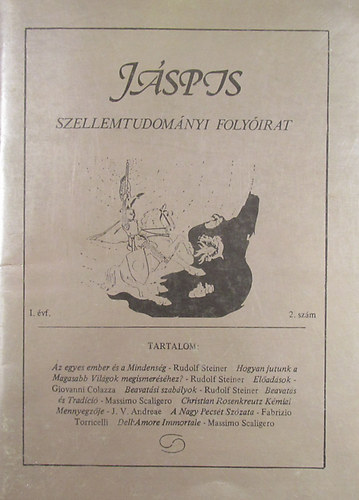 JÁSPIS
SZELLEMTUDOMÁNYI FOLYÓIRAT
1. évf. 2. szám
TARTALOM:
Az egyes ember és a Mindenség - Rudolf Steiner Hogyan jutunk a
Magasabb Világok megismeréséhez? - Rudolf Steiner Előadások -
Giovanni Colazza Beavatási szabályok - Rudolf Steiner Beavatás
és Tradíció - Massimo Scaligero Christian Rosenkreutz Kémiai
Mennyegzője - J. V. Andreae A Nagy Pecsét Szózata - Fabrizio
Torricelli Dell'Amore Immortale - Massimo Scaligero